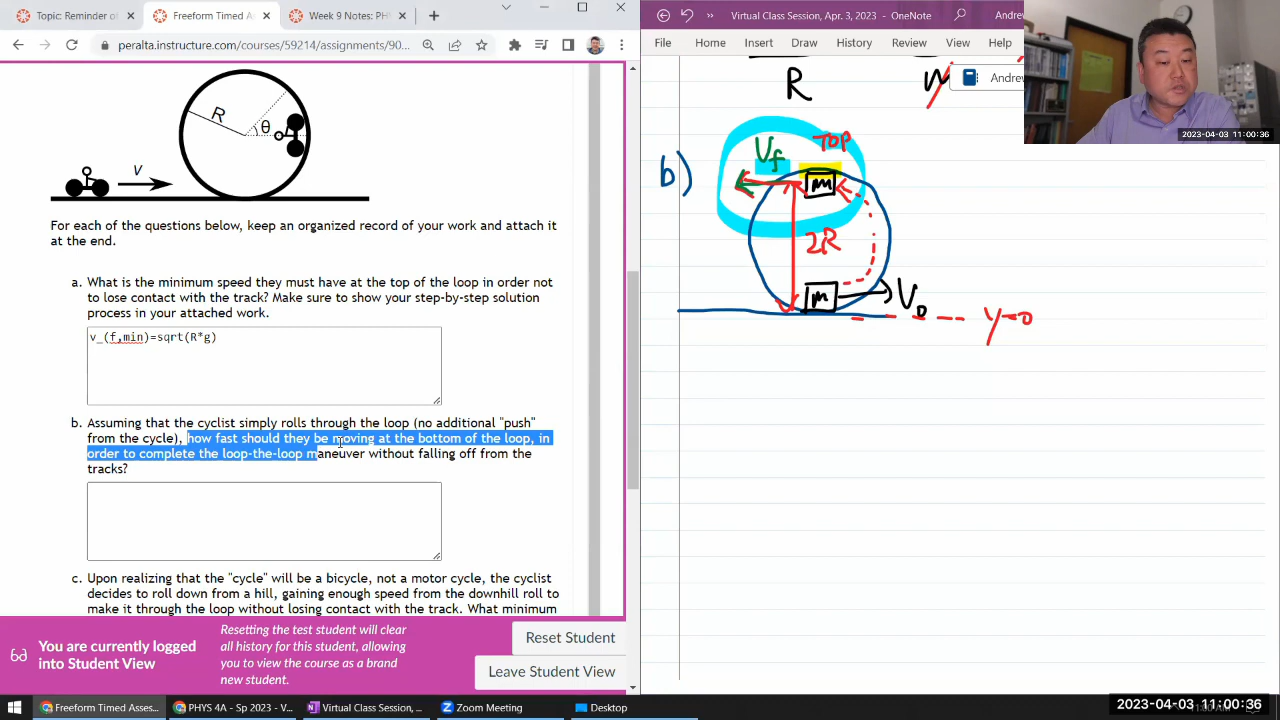 Topic: Reminder o
Freeform Timed As
Week 9 Notes: PH
peralta.instructure.com/courses/59214/assignments/90...
R
θ
v
For each of the questions below, keep an organized record of your work and attach it
at the end.
a. What is the minimum speed they must have at the top of the loop in order not
to lose contact with the track? Make sure to show your step-by-step solution
process in your attached work.
v_(f,min)=sqrt(R*g)
b. Assuming that the cyclist simply rolls through the loop (no additional "push"
from the cycle), how fast should they be moving at the bottom of the loop, in
order to complete the loop-the-loop maneuver without falling off from the
tracks?
c. Upon realizing that the "cycle" will be a bicycle, not a motor cycle, the cyclist
decides to roll down from a hill, gaining enough speed from the downhill roll to
make it through the loop without losing contact with the track. What minimum
You are currently logged
into Student View
Resetting the test student will clear
all history for this student, allowing
you to view the course as a brand
new student.
Reset Student
Leave Student View
Virtual Class Session, Apr. 3, 2023 - OneNote
Andre
File Home Insert Draw History Review View Help
Andrew
R
b)
TOP
Vf
m
2R
m
V0
y=0
2023-04-03 11:00:36
Freeform Timed Asses...
PHYS 4A - Sp 2023 - V...
Virtual Class Session, ...
Zoom Meeting
Desktop
2023-04-03 11:00:36